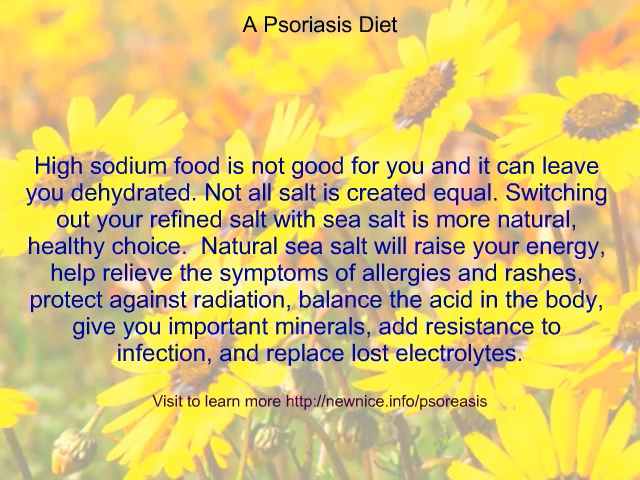 A Psoriasis Diet
High sodium food is not good for you and it can leave
you dehydrated. Not all salt is created equal. Switching
out your refined salt with sea salt is more natural,
healthy choice.  Natural sea salt will raise your energy,
help relieve the symptoms of allergies and rashes,
protect against radiation, balance the acid in the body,
give you important minerals, add resistance to
infection, and replace lost electrolytes.
Visit to learn more http://newnice.info/psoreasis